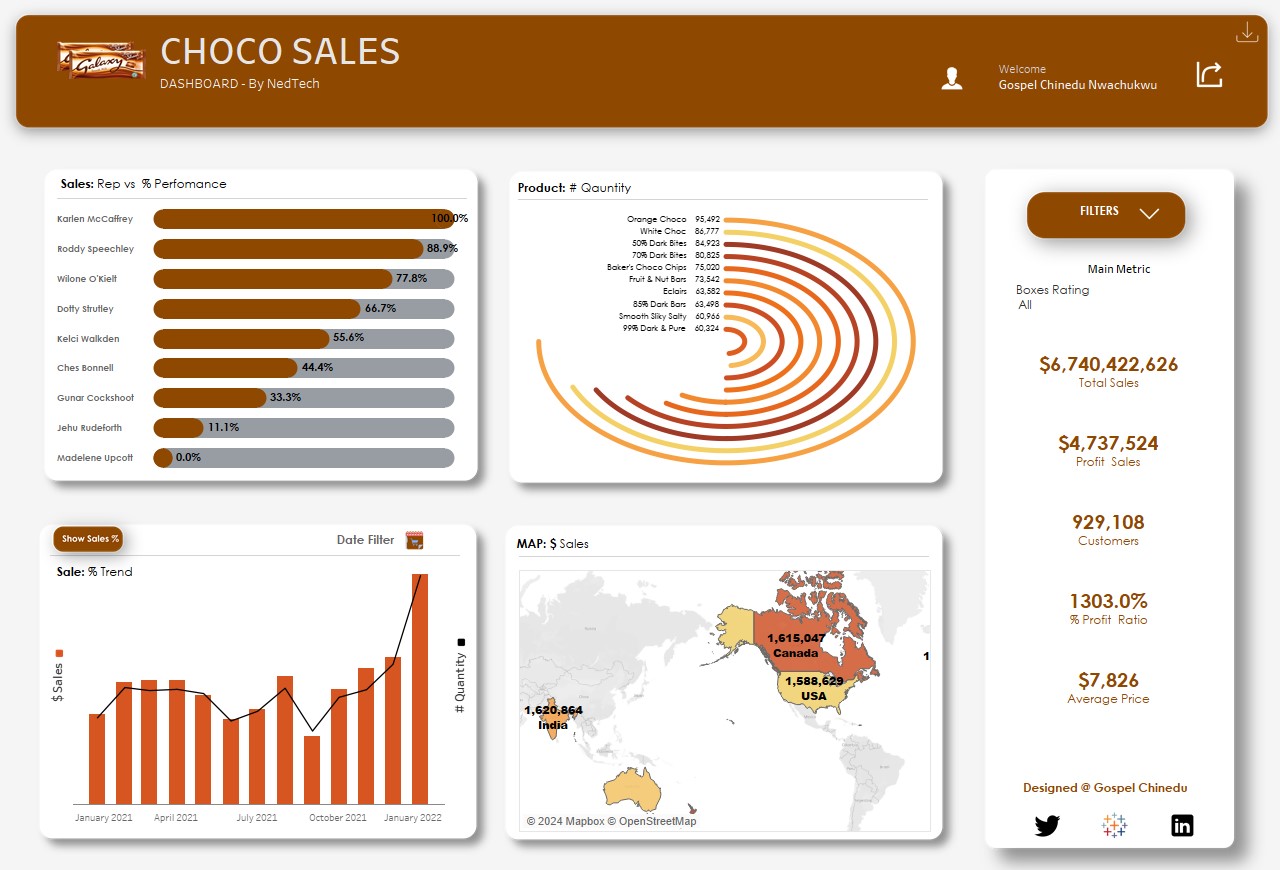 Galaxy
CHOCO SALES
DASHBOARD - By NedTech
Welcome
Gospel Chinedu Nwachukwu
Sales: Rep vs % Perfomance
Karlen McCaffrey 100.0%
Roddy Speechley 88.9%
Wilone O'Kielt 77.8%
Dotty Strutley 66.7%
Kelci Walkden 55.6%
Ches Bonnell 44.4%
Gunar Cockshoot 33.3%
Jehu Rudeforth 11.1%
Madelene Upcott 0.0%
Product: # Qauntity
Orange Choco 95,492
White Choc 86,777
50% Dark Bites 84,923
70% Dark Bites 80,825
Baker's Choco Chips 75,020
Fruit & Nut Bars 73,542
Eclairs 63,582
85% Dark Bars 63,498
Smooth Sliky Salty 60,966
99% Dark & Pure 60,324
FILTERS
Main Metric
Boxes Rating
All
$6,740,422,626
Total Sales
$4,737,524
Profit Sales
929,108
Customers
1303.0%
% Profit Ratio
$7,826
Average Price
Designed @ Gospel Chinedu
in
Show Sales %
Date Filter
Sale: % Trend
$ Sales
# Quantity
January 2021
April 2021
July 2021
October 2021
January 2022
MAP: $ Sales
1,615,047
Canada
1
1,588,629
USA
1,620,864
India
© 2024 Mapbox © OpenStreetMap